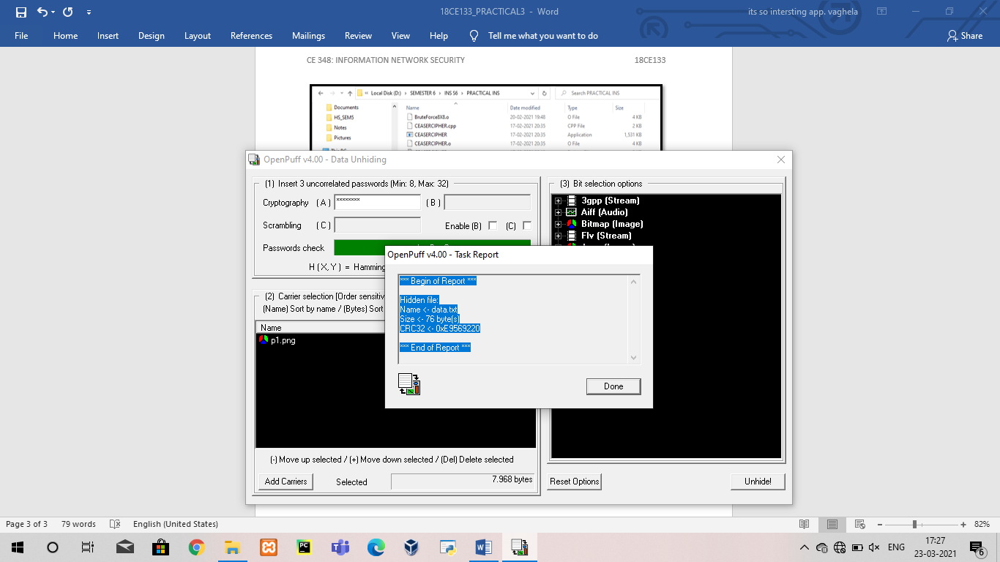 18CE133_PRACTICAL3 - Word
its so intersting app. vaghela
File Home Insert Design Layout References Mailings Review View Help Tell me what you want to do Share
CE 348: INFORMATION NETWORK SECURITY 18CE133
Local Disk (D:) > SEMESTER 6 > INS S6 > PRACTICAL INS
Search PRACTICAL INS
Documents
HS_SEM5
Notes
Pictures
Name Date modified Type Size
BruteForce8X8.o 20-02-2021 19:48 O File 4 KB
CEASERCIPHER.cpp 17-02-2021 20:35 CPP File 2 KB
CEASERCIPHER 17-02-2021 20:35 Application 1,531 KB
CEASERCIPHER.o 17-02-2021 20:35 O File 4 KB
OpenPuff v4.00 - Data Unhiding
(1) Insert 3 uncorrelated passwords (Min: 8, Max: 32)
Cryptography (A) ******** (B)
Scrambling (C) Enable (B) (C)
Passwords check
H (X,Y) = Hamming
(2) Carrier selection [Order sensitiv
(Name) Sort by name / (Bytes) Sort
Name
p1.png
(-) Move up selected / (+) Move down selected / (Del) Delete selected
Add Carriers Selected 7.968 bytes
(3) Bit selection options
3gpp (Stream)
Aiff (Audio)
Bitmap (Image)
Flv (Stream)
Reset Options Unhide!
OpenPuff v4.00 - Task Report
*** Begin of Report ***
Hidden file:
Name <- data.txt
Size <- 76 byte(s)
CRC32 <- 0xE9569220
*** End of Report ***
Done
Page 3 of 3 79 words English (United States) 82%
ENG
17:27
23-03-2021
6